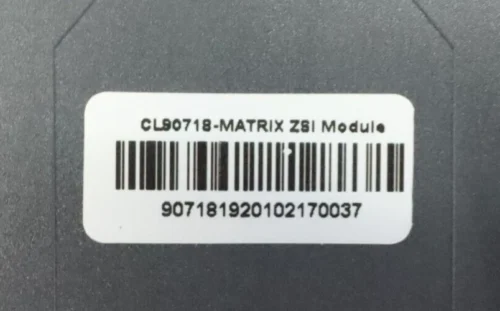 CL90718-MATRIX ZSI Module
907181920102170037